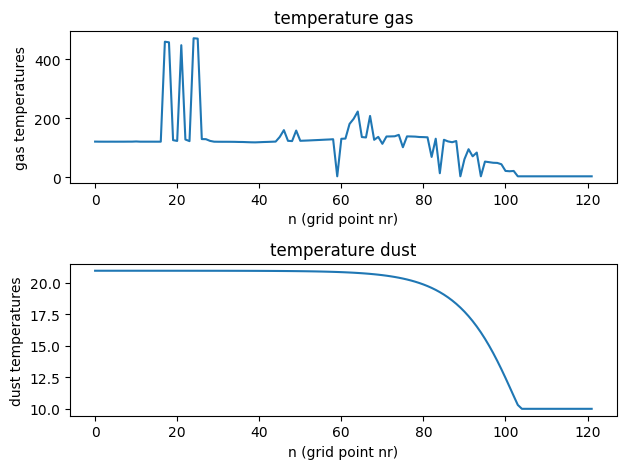 temperature gas
gas temperatures
400
200
0
0 20 40 60 80 100 120
n (grid point nr)
temperature dust
dust temperatures
20.0
17.5
15.0
12.5
10.0
0 20 40 60 80 100 120
n (grid point nr)